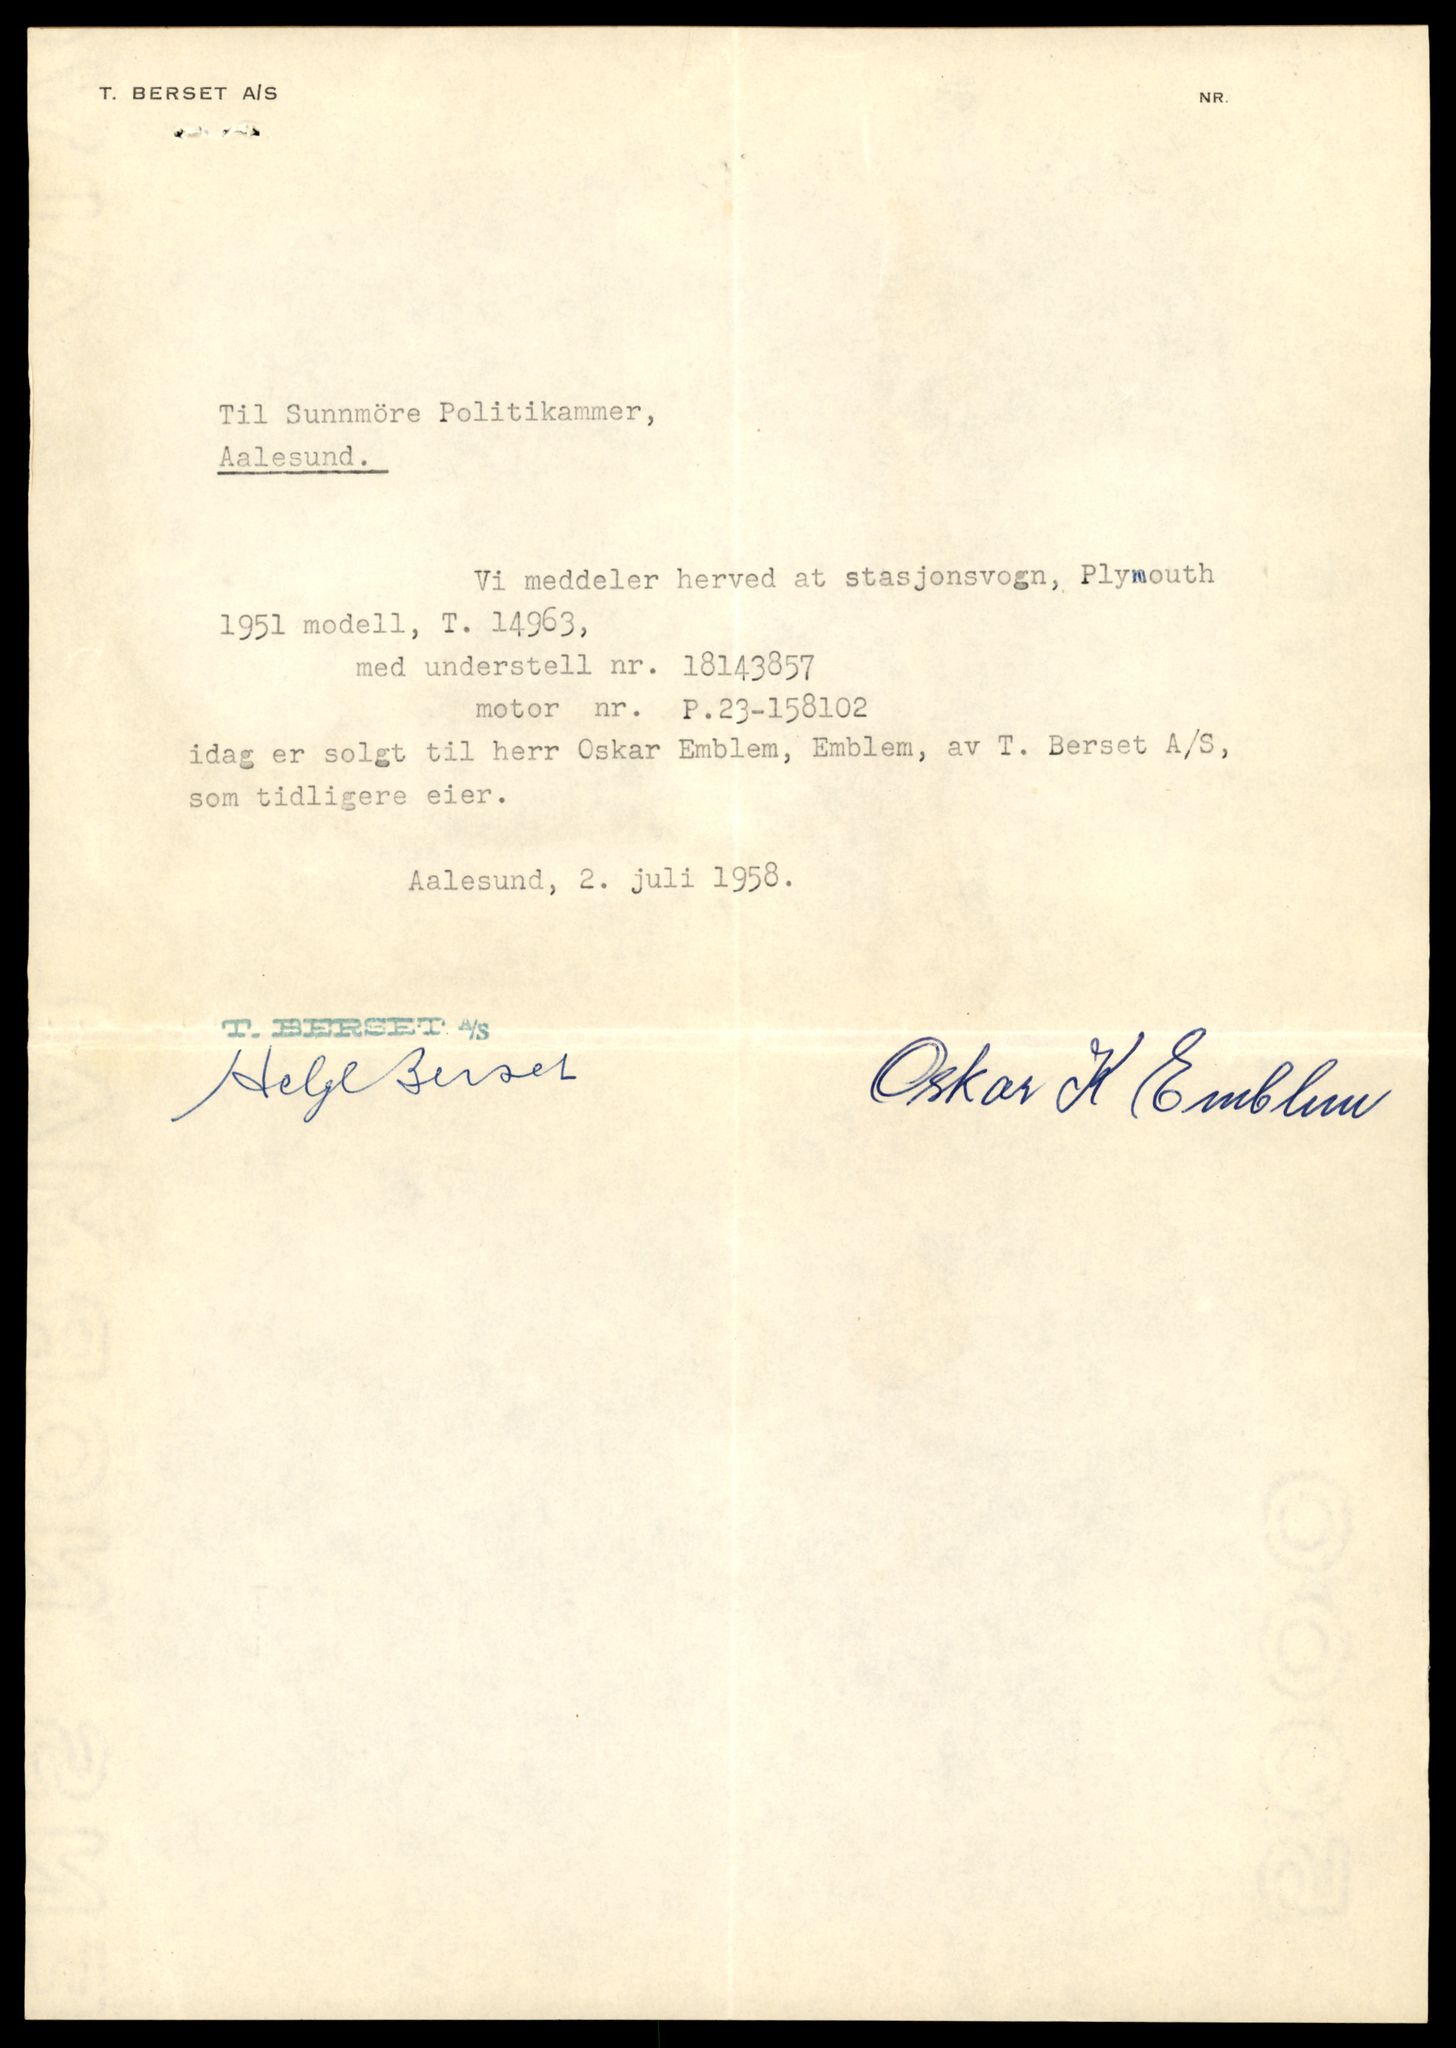 T. BERSET A/S
NR.
Til Sunnmöre Politikammer,
Aalesund.
Vi meddeler herved at stasjonsvogn, Plymouth
1951 modell, T. 14963,
med understell nr. 18143857
motor nr. P.23-158102
idag er solgt til herr Oskar Emblem, Emblem, av T. Berset A/S,
som tidligere eier.
Aalesund, 2. juli 1958.
T. BERSET A/S
Helge Berset
Oskar K Emblem